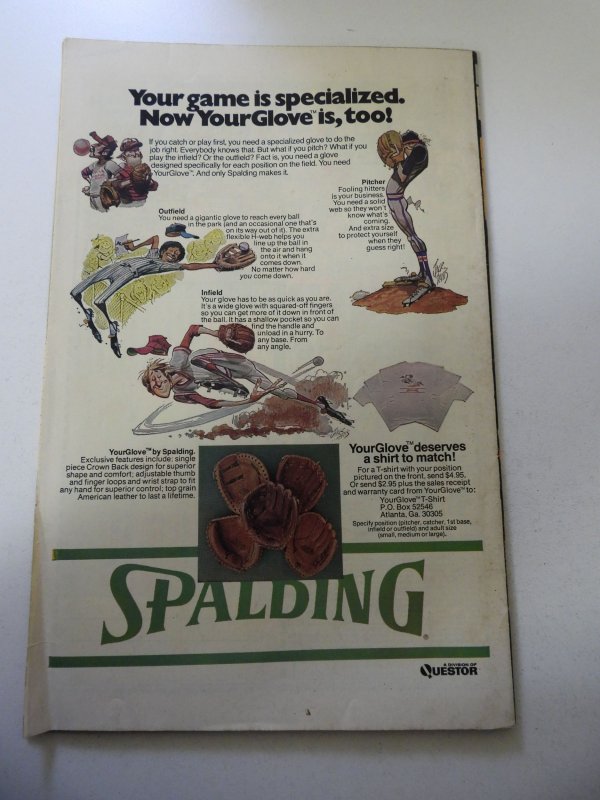 Your game is specialized.
Now YourGlove™ is, too!
If you catch or play first, you need a specialized glove to do the
job right. Everybody knows that. But what if you pitch? What if you
play the infield? Or the outfield? Fact is, you need a glove
designed specifically for each position on the field. You need
YourGlove™. And only Spalding makes it.
Pitcher
Fooling hitters
is your business.
You need a solid
web so they won't
know what's
coming.
And extra size
to protect yourself
when they
guess right!
Outfield
You need a gigantic glove to reach every ball
in the park (and an occasional one that's
on its way out of it). The extra
flexible H-web helps you
line up the ball in
the air and hang
onto it when it
comes down.
No matter how hard
you come down.
Infield
Your glove has to be as quick as you are.
It's a wide glove with squared-off fingers
so you can get more of it down in front of
the ball. It has a shallow pocket so you can
find the handle and
unload in a hurry. To
any base. From
any angle.
YourGlove™ by Spalding.
Exclusive features include: single
piece Crown Back design for superior
shape and comfort; adjustable thumb
and finger loops and wrist strap to fit
any hand for superior control; top grain
American leather to last a lifetime.
YourGlove™ deserves
a shirt to match!
For a T-shirt with your position
pictured on the front, send $4.95.
Or send $2.95 plus the sales receipt
and warranty card from YourGlove™ to:
YourGlove™ T-Shirt
P.O. Box 52546
Atlanta, Ga. 30305
Specify position (pitcher, catcher, 1st base,
infield or outfield) and adult size
(small, medium or large).
SPALDING®
A DIVISION OF
QUESTOR